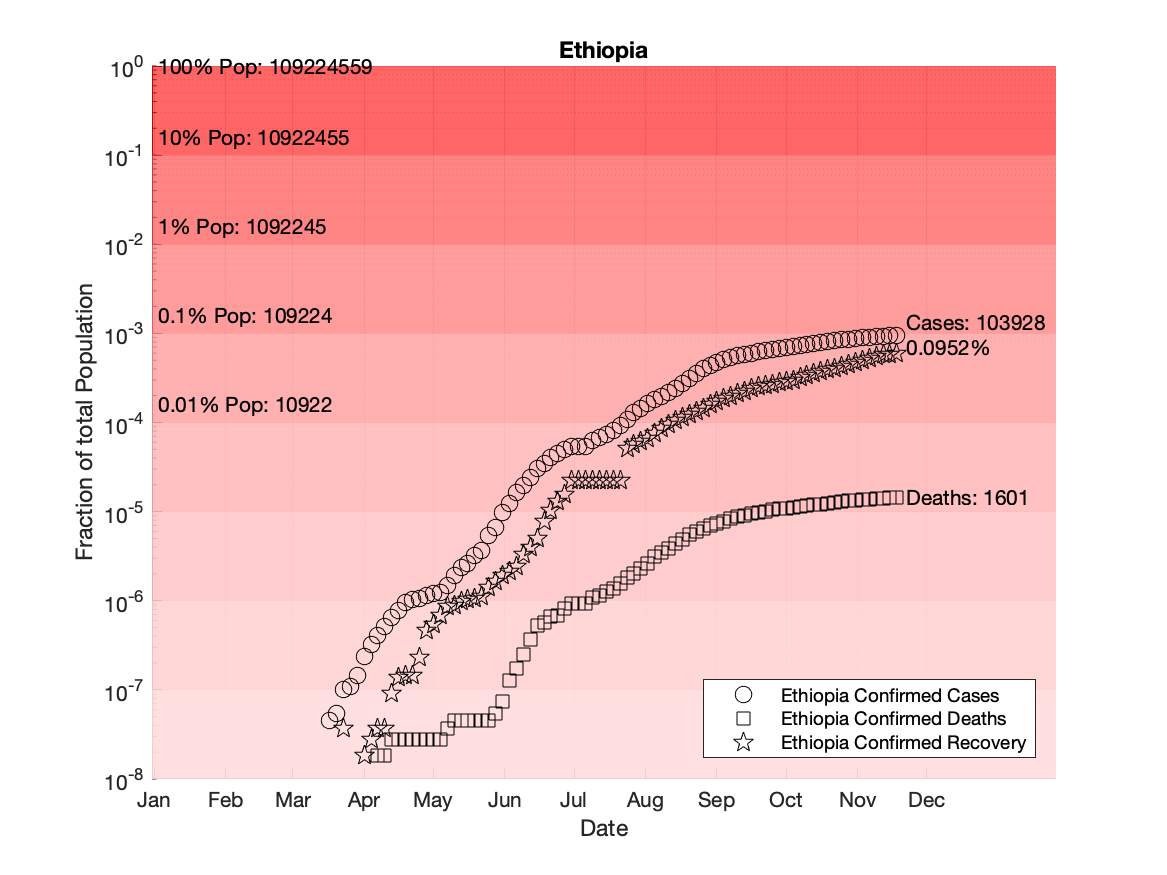 Ethiopia
10^0
100% Pop: 109224559
10% Pop: 10922455
10^-1
1% Pop: 1092245
10^-2
0.1% Pop: 109224
10^-3
Cases: 103928
0.0952%
0.01% Pop: 10922
10^-4
Deaths: 1601
10^-5
10^-6
10^-7
10^-8
Fraction of total Population
Ethiopia Confirmed Cases
Ethiopia Confirmed Deaths
Ethiopia Confirmed Recovery
Jan Feb Mar Apr May Jun Jul Aug Sep Oct Nov Dec
Date